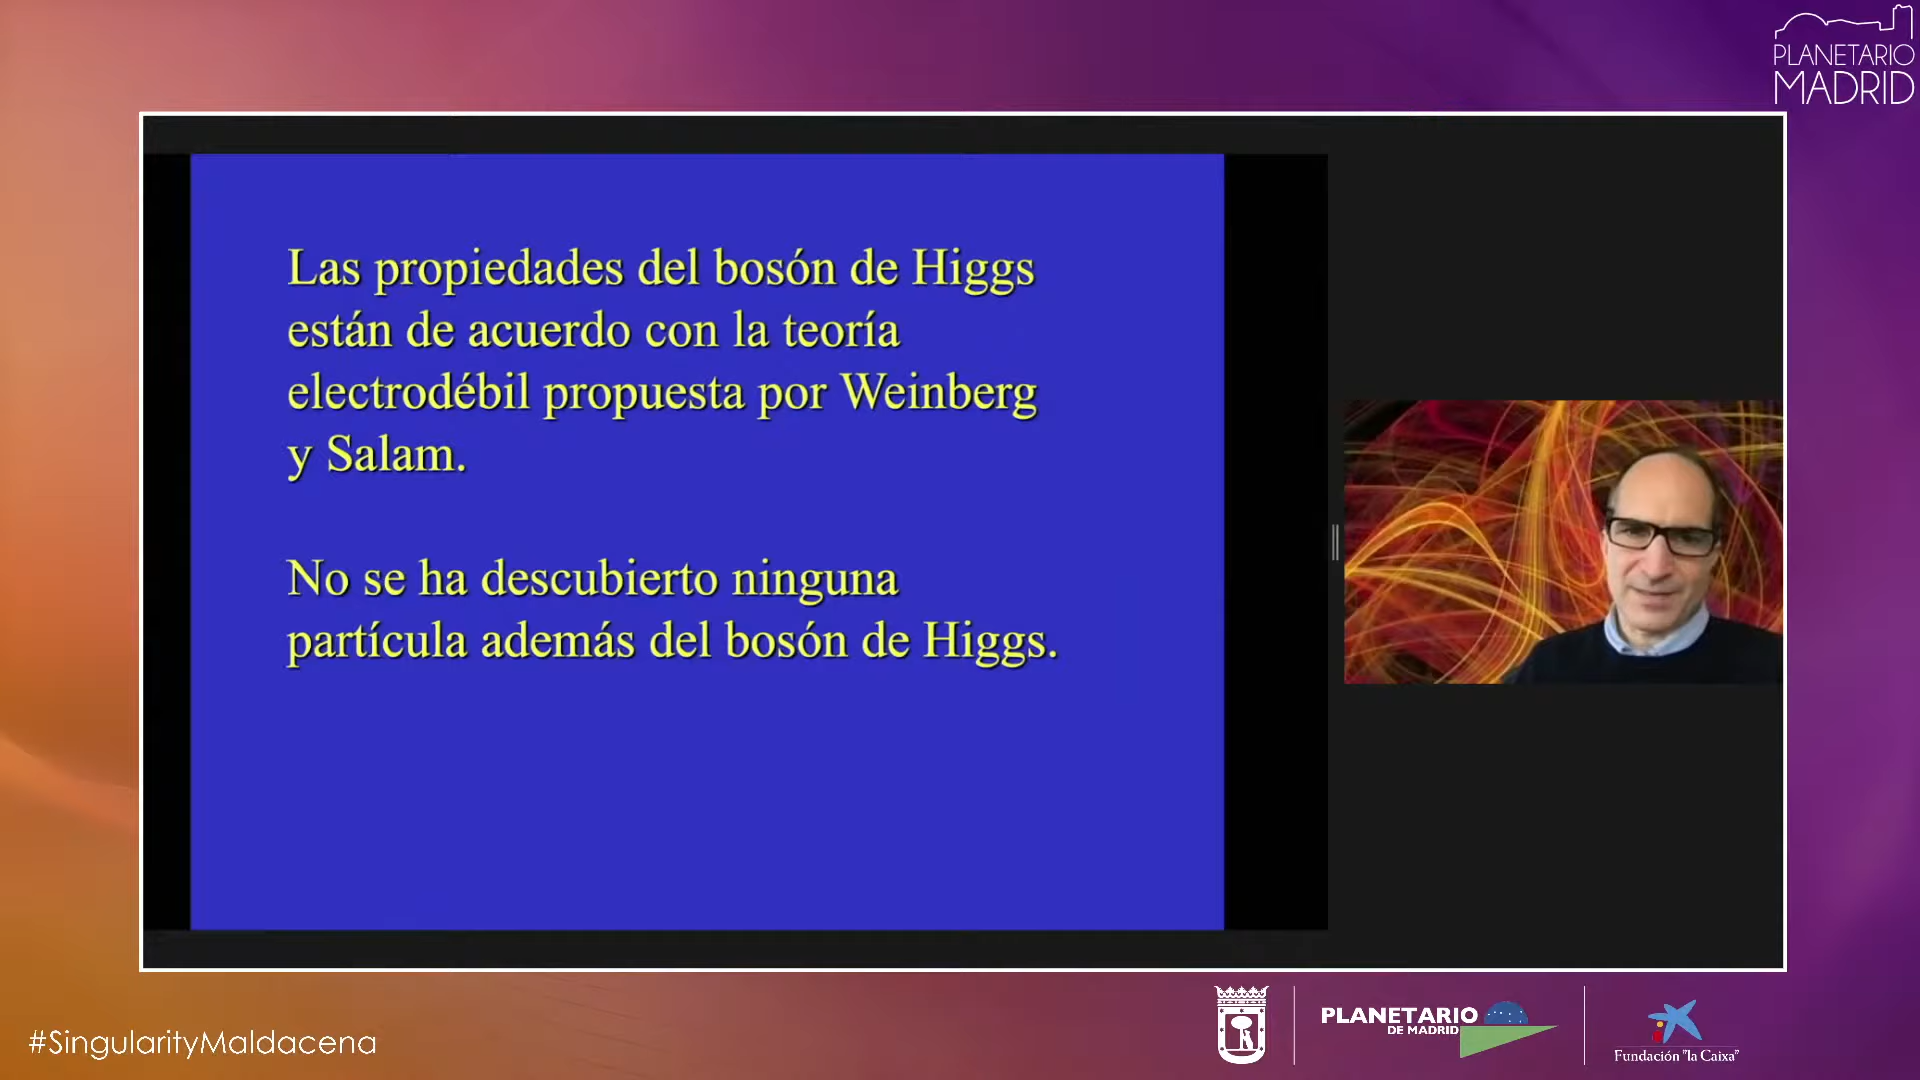 PLANETARIO
MADRID
Las propiedades del bosón de Higgs
están de acuerdo con la teoría
electrodébil propuesta por Weinberg
y Salam.
No se ha descubierto ninguna
partícula además del bosón de Higgs.
#SingularityMaldacena
PLANETARIO
DE MADRID
Fundación "la Caixa"